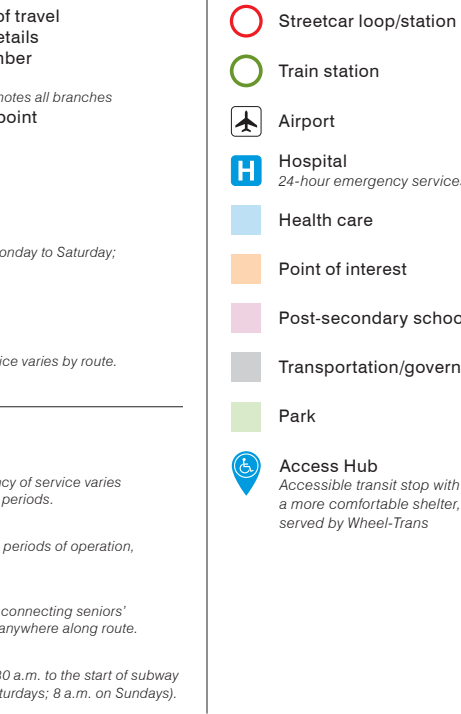 of travel
etails
nber
notes all branches
point
onday to Saturday;
ice varies by route.
ncy of service varies
periods.
periods of operation,
connecting seniors’
anywhere along route.
30 a.m. to the start of subway
turdays; 8 a.m. on Sundays).
Streetcar loop/station
Train station
Airport
H Hospital
24-hour emergency services
Health care
Point of interest
Post-secondary schoo
Transportation/govern
Park
Access Hub
Accessible transit stop with
a more comfortable shelter,
served by Wheel-Trans